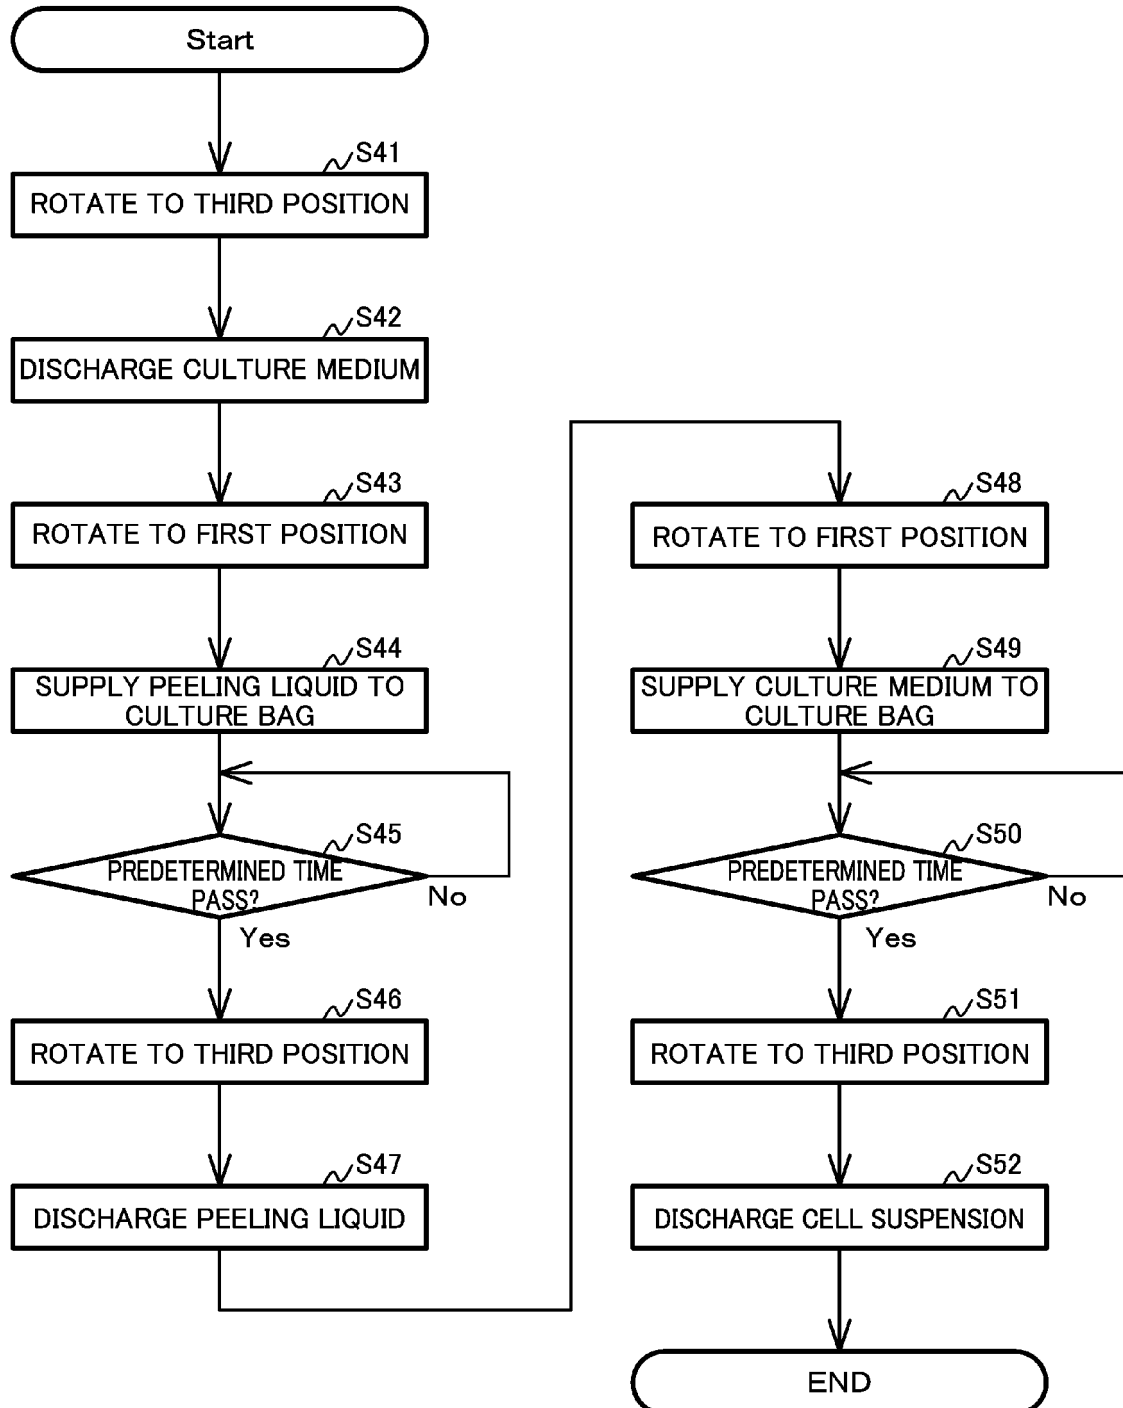 Start
S41
ROTATE TO THIRD POSITION
S42
DISCHARGE CULTURE MEDIUM
S43
ROTATE TO FIRST POSITION
S44
SUPPLY PEELING LIQUID TO
CULTURE BAG
S45
PREDETERMINED TIME
PASS?
No
Yes
S46
ROTATE TO THIRD POSITION
S47
DISCHARGE PEELING LIQUID
S48
ROTATE TO FIRST POSITION
S49
SUPPLY CULTURE MEDIUM TO
CULTURE BAG
S50
PREDETERMINED TIME
PASS?
No
Yes
S51
ROTATE TO THIRD POSITION
S52
DISCHARGE CELL SUSPENSION
END